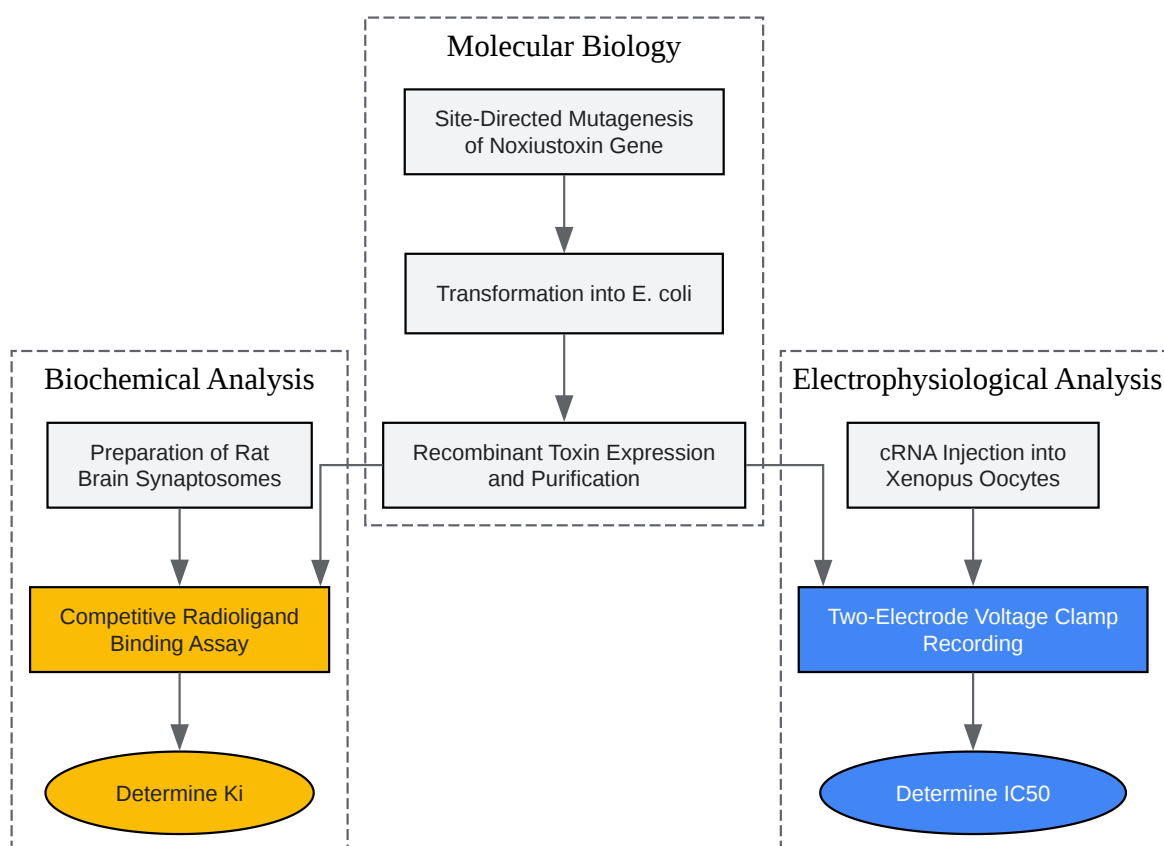 Molecular Biology
Site-Directed Mutagenesis
of Noxiustoxin Gene
Transformation into E. coli
Recombinant Toxin Expression
and Purification
Biochemical Analysis
Preparation of Rat
Brain Synaptosomes
Competitive Radioligand
Binding Assay
Determine Ki
Electrophysiological Analysis
cRNA Injection into
Xenopus Oocytes
Two-Electrode Voltage Clamp
Recording
Determine IC50